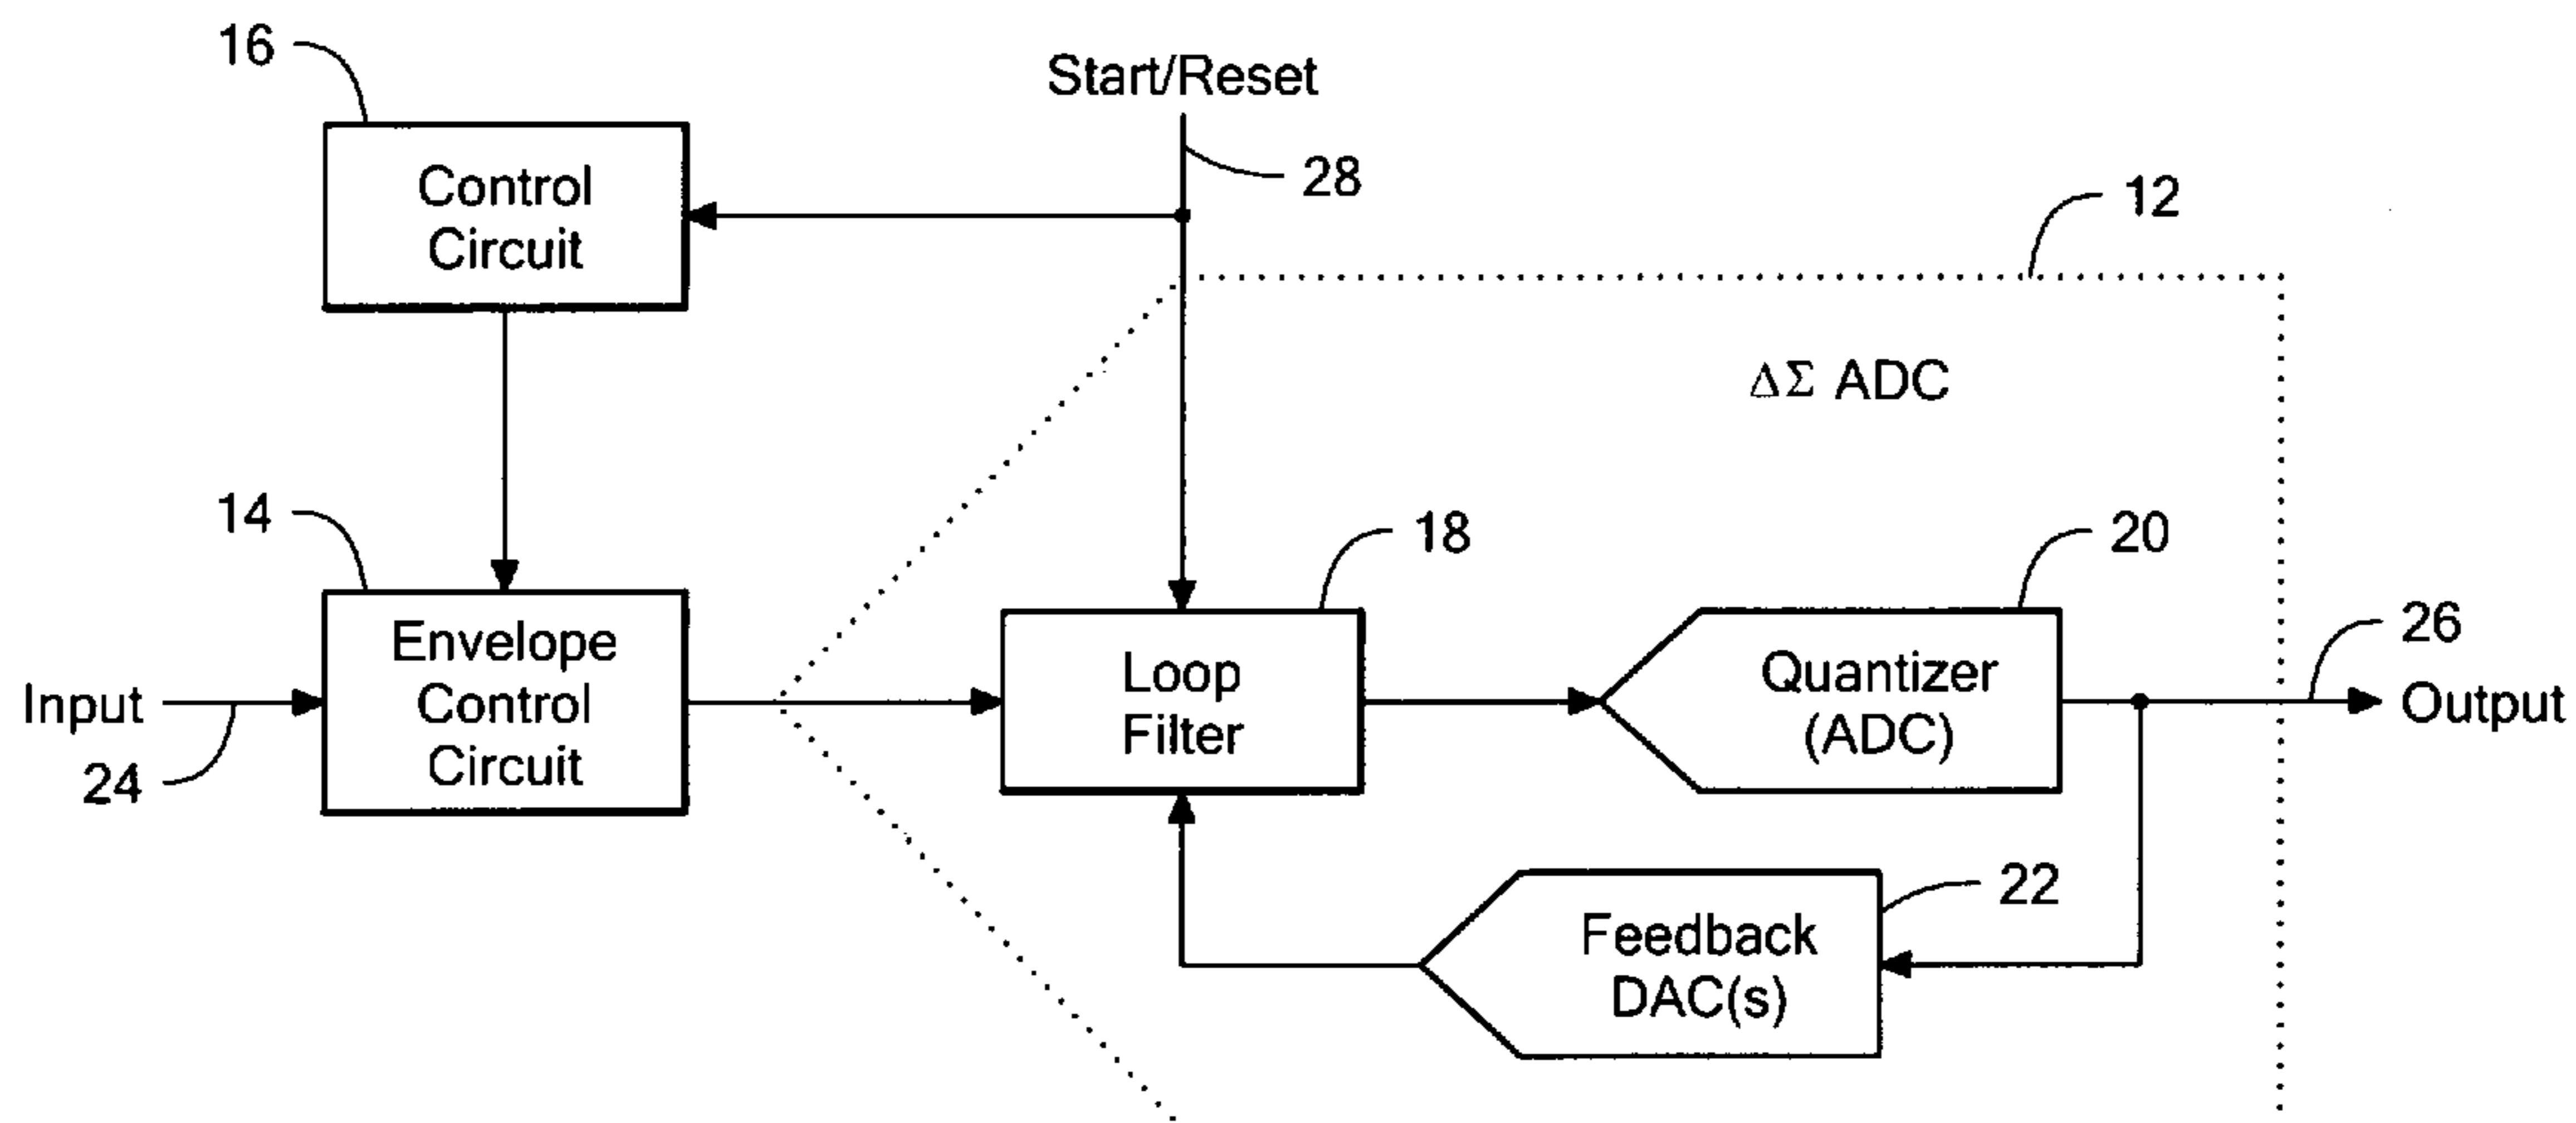 16
Start/Reset
28
Control
Circuit
12
ΔΣ ADC
14
18
20
Envelope
Control
Circuit
Input
24
Loop
Filter
Quantizer
(ADC)
26
Output
22
Feedback
DAC(s)